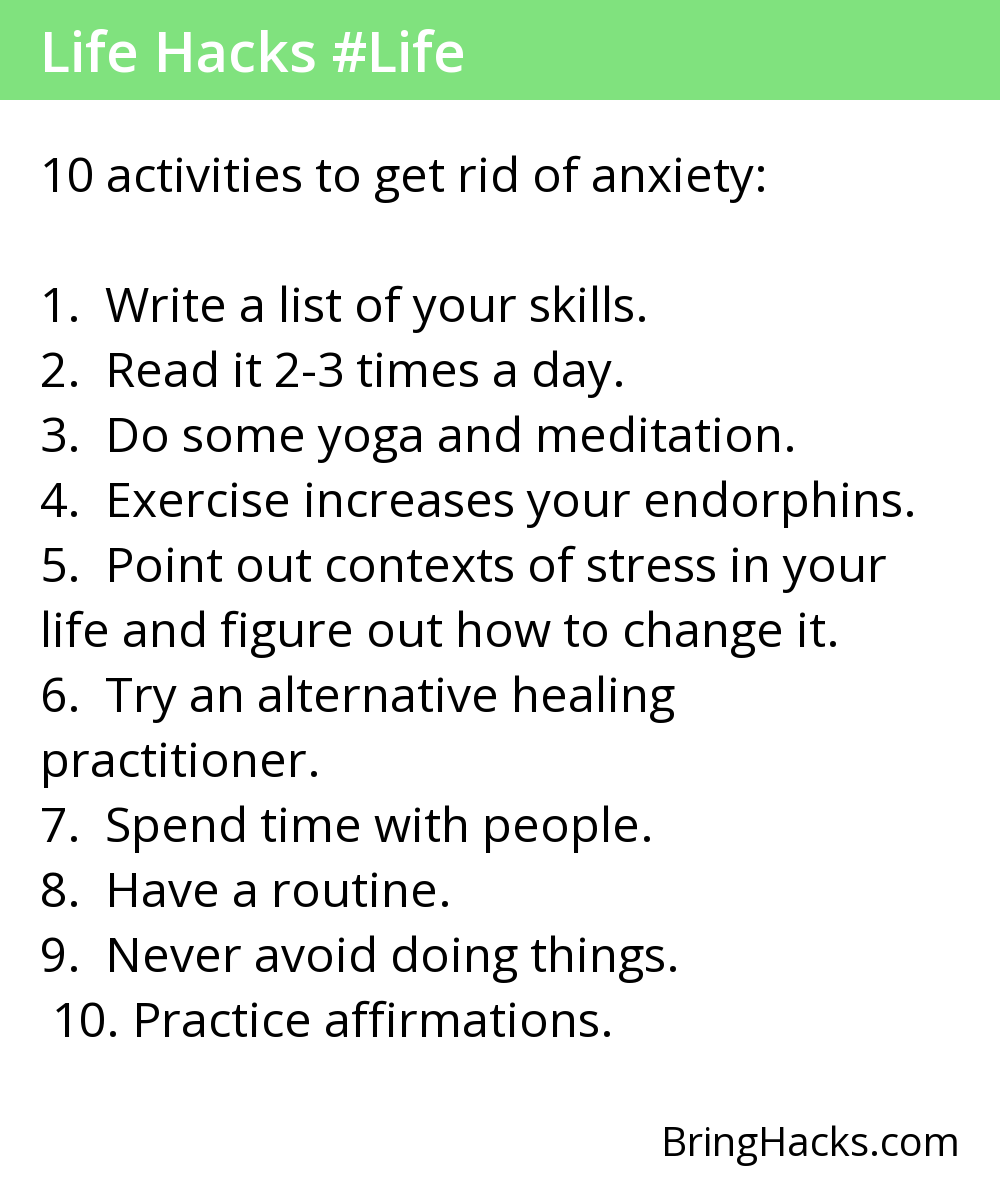 Life Hacks #Life
10 activities to get rid of anxiety:
1.  Write a list of your skills.
2.  Read it 2-3 times a day.
3.  Do some yoga and meditation.
4.  Exercise increases your endorphins.
5.  Point out contexts of stress in your
life and figure out how to change it.
6.  Try an alternative healing
practitioner.
7.  Spend time with people.
8.  Have a routine.
9.  Never avoid doing things.
10. Practice affirmations.
BringHacks.com